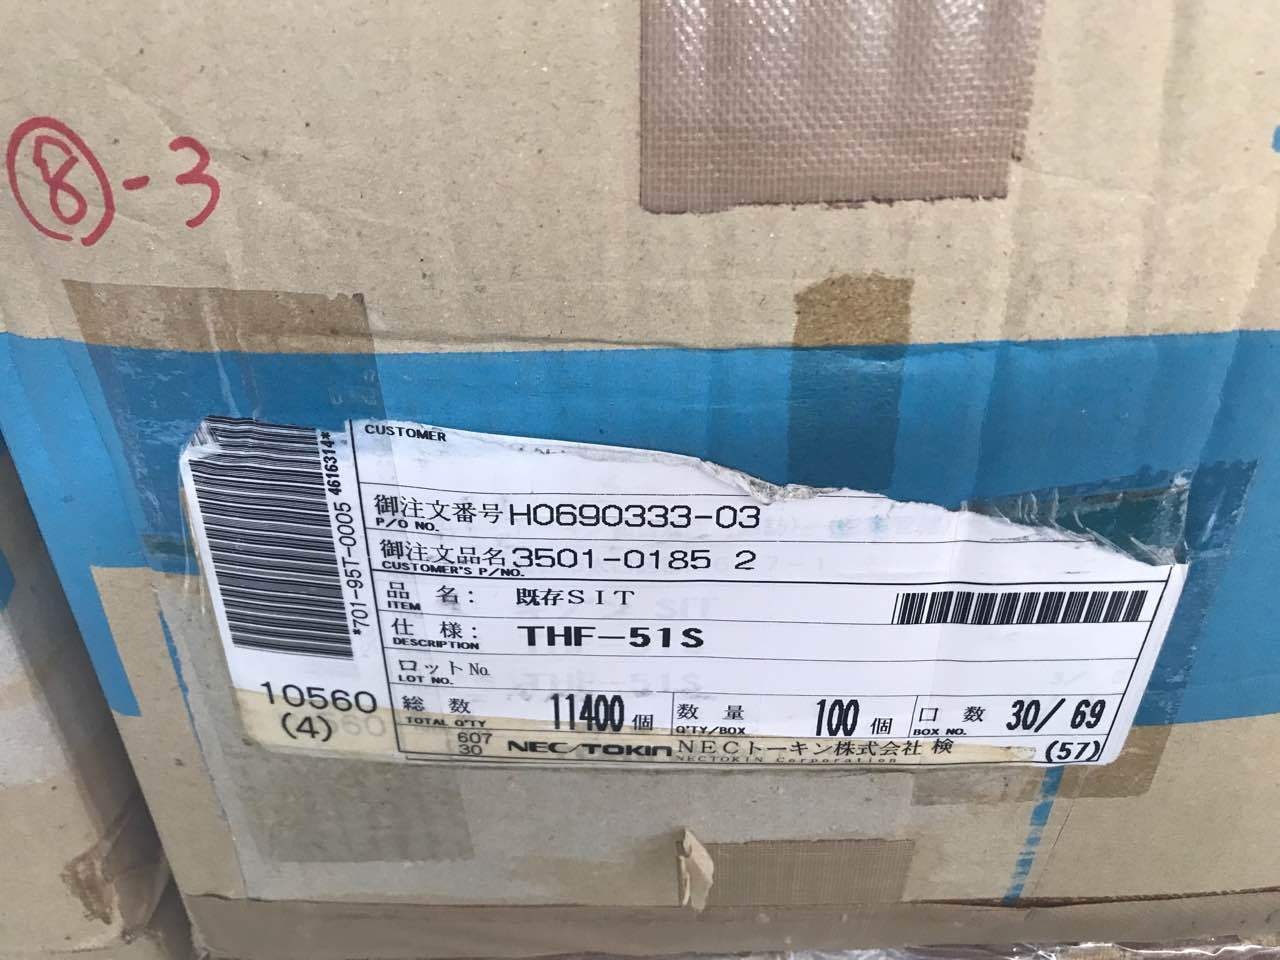 ⑧-3
CUSTOMER
御注文番号 H0690333-03
P/O NO.
御注文品名 3501-0185 2
CUSTOMER'S P/NO.
品 名: 既存SIT
ITEM
仕 様: THF-51S
DESCRIPTION
ロットNo.
LOT NO.
総 数 11400個 数 量 100個 口 数 30/69
TOTAL Q'TY Q'TY/BOX BOX NO.
607
30 NEC/TOKIN NECトーキン株式会社 検 (57)
NECTOKIN Corporation
*701-95T-0005 4616314*
10560
(4)